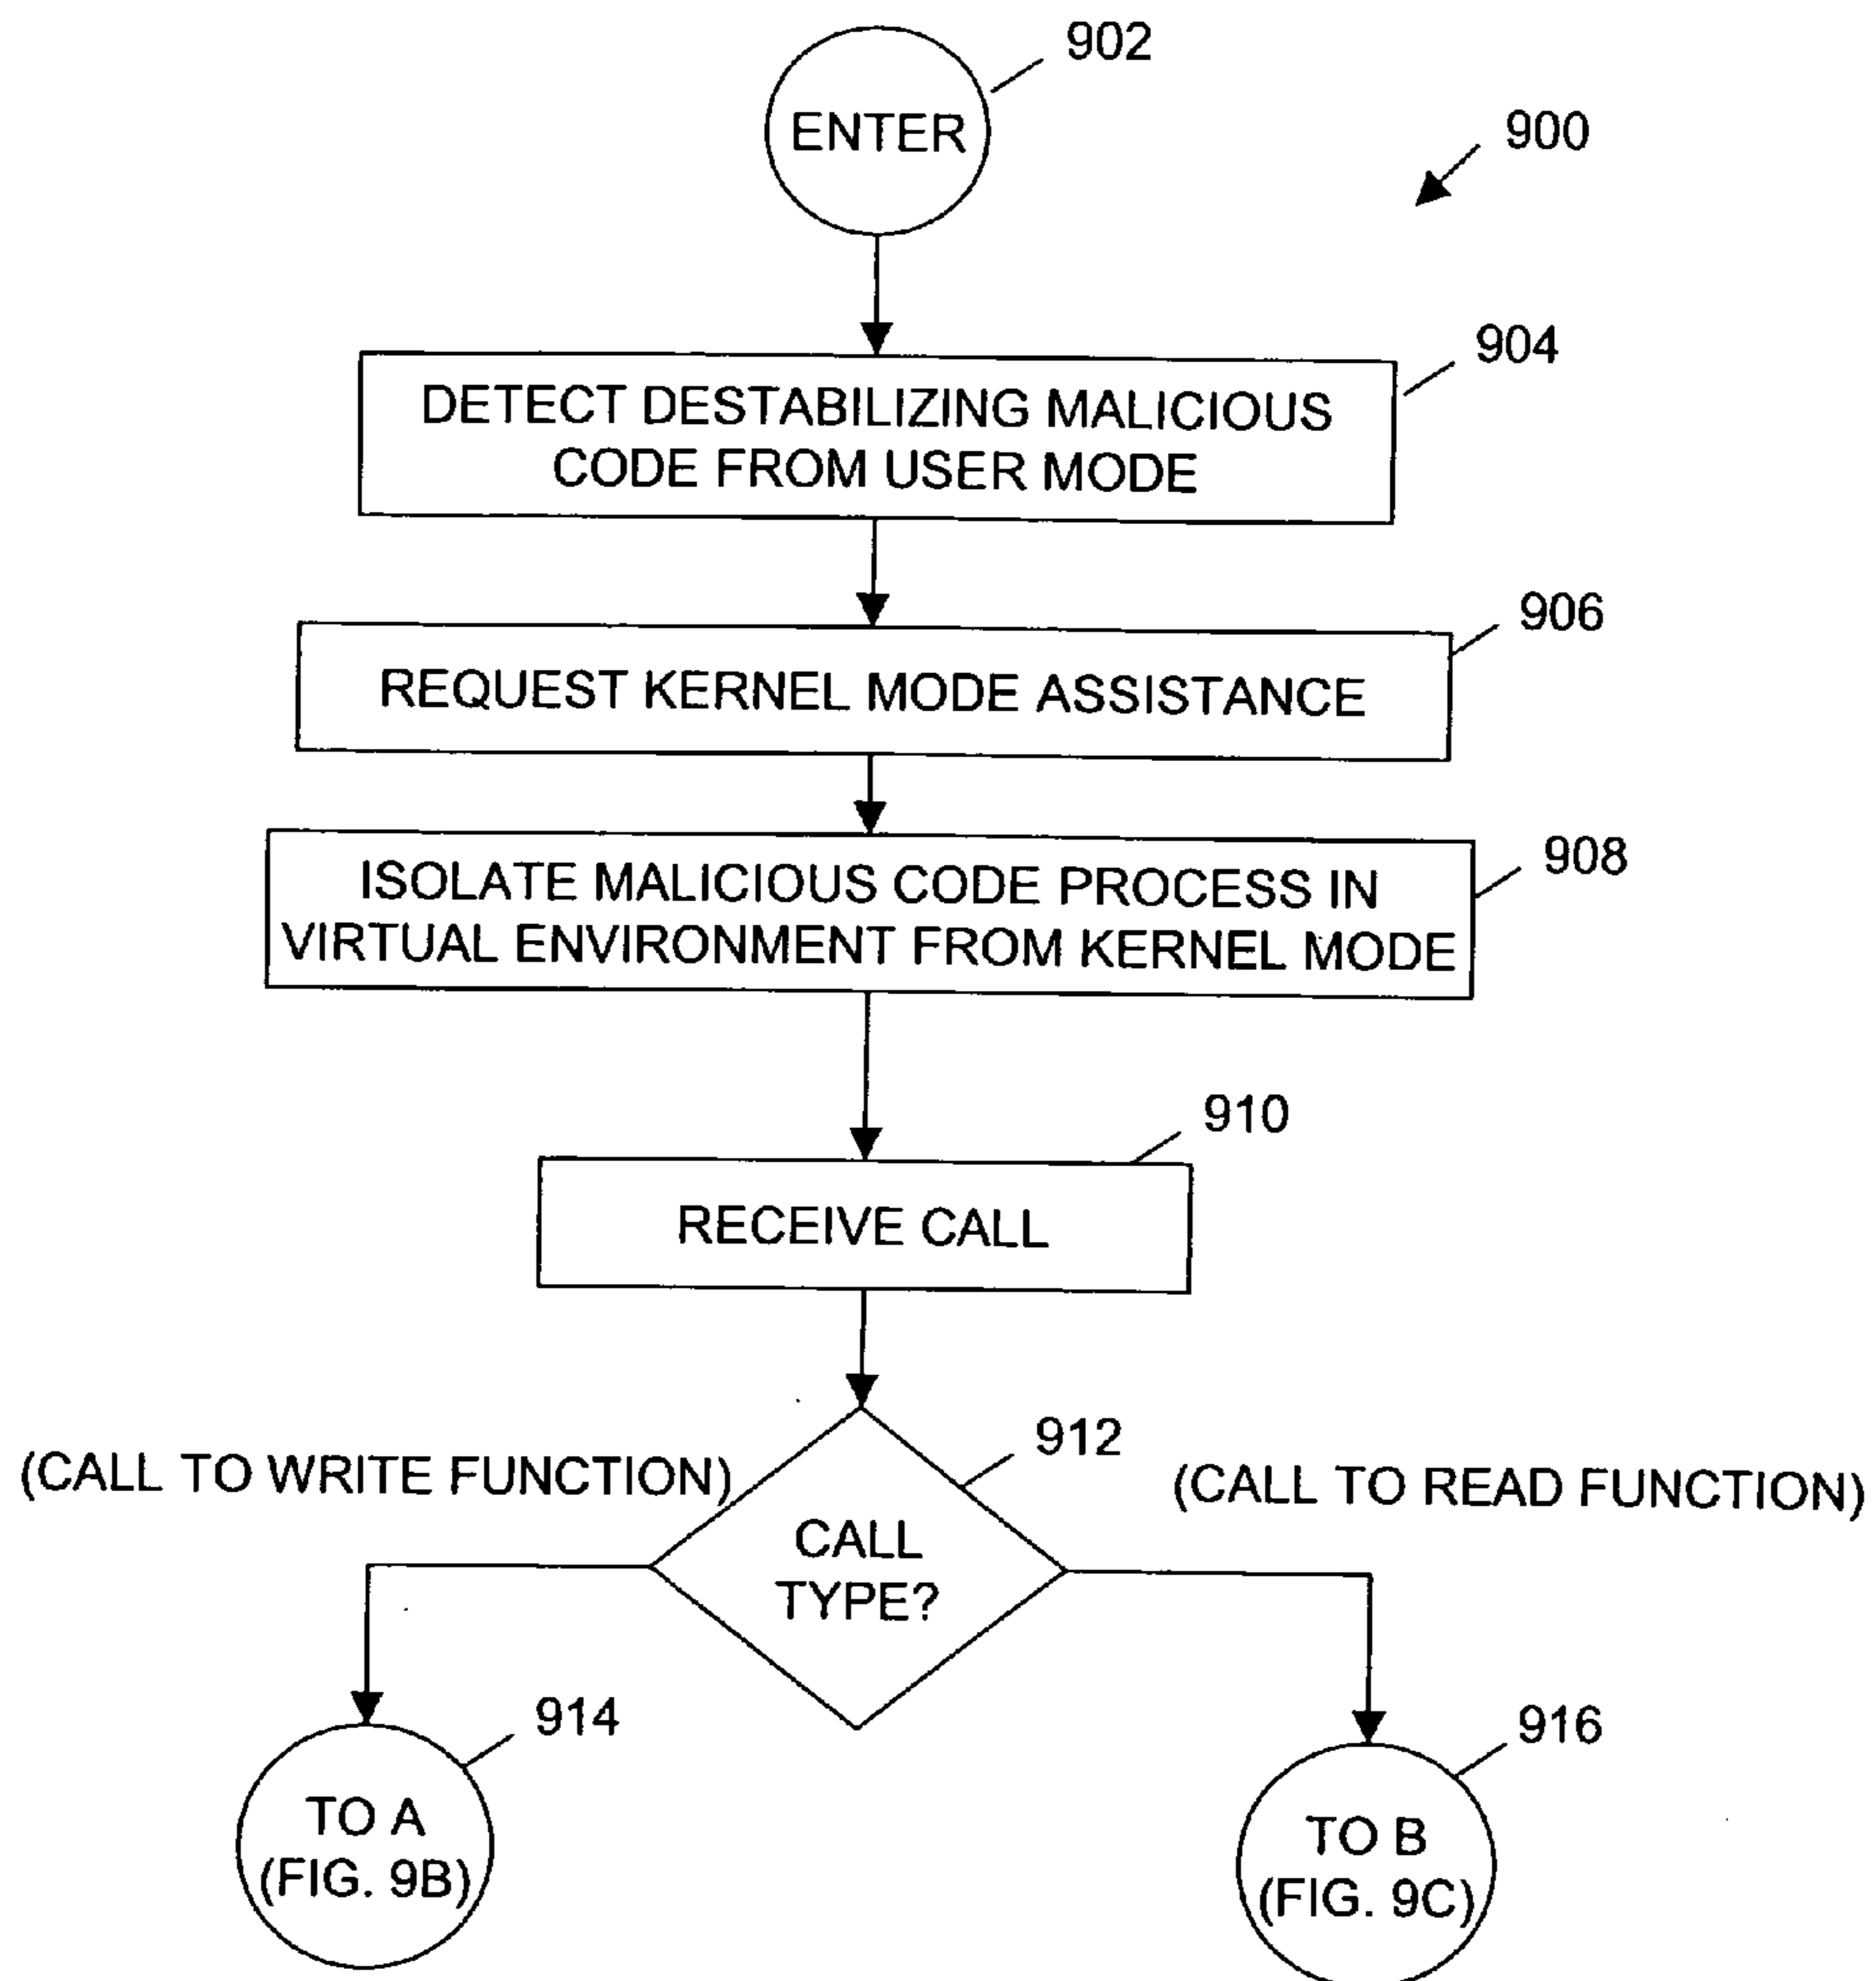 902
ENTER
900
904
DETECT DESTABILIZING MALICIOUS
CODE FROM USER MODE
906
REQUEST KERNEL MODE ASSISTANCE
908
ISOLATE MALICIOUS CODE PROCESS IN
VIRTUAL ENVIRONMENT FROM KERNEL MODE
910
RECEIVE CALL
912
(CALL TO WRITE FUNCTION)
(CALL TO READ FUNCTION)
CALL
TYPE?
914
TO A
(FIG. 9B)
916
TO B
(FIG. 9C)